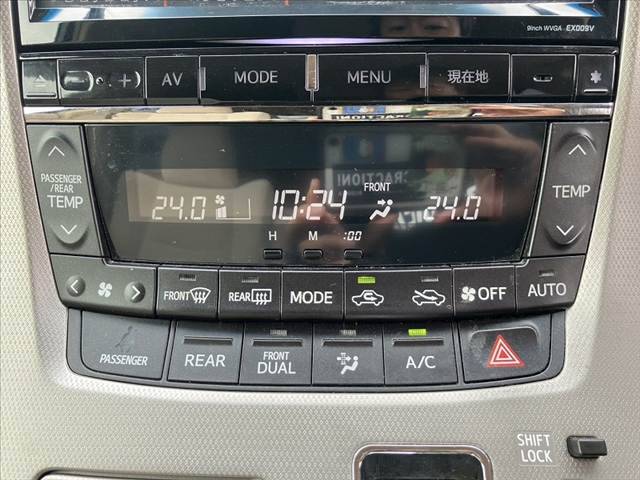 9inch WVGA EX009V
+ AV MODE MENU 現在地 *
PASSENGER
/REAR
TEMP
TEMP
FRONT
24.0 10:24 24.0
H M :00
FRONT REAR MODE OFF AUTO
PASSENGER REAR FRONT
DUAL A/C
SHIFT
LOCK